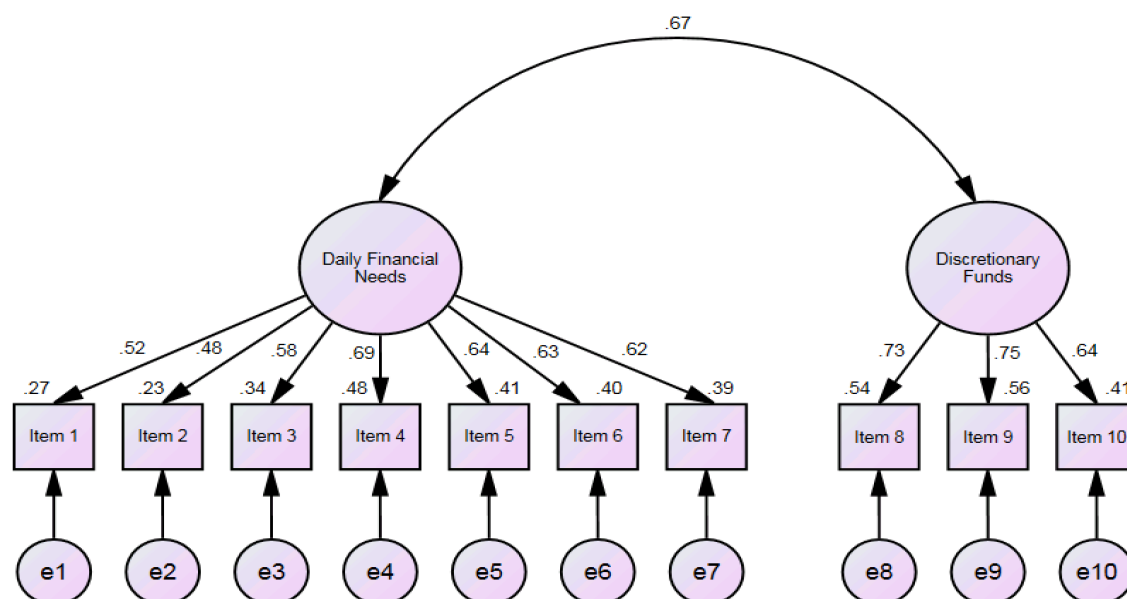 .67
Daily Financial
Needs
Discretionary
Funds
.52 .48 .58 .69 .64 .63 .62 .73 .75 .64
.27 .23 .34 .48 .41 .40 .39 .54 .56 .41
Item 1 Item 2 Item 3 Item 4 Item 5 Item 6 Item 7 Item 8 Item 9 Item 10
e1 e2 e3 e4 e5 e6 e7 e8 e9 e10